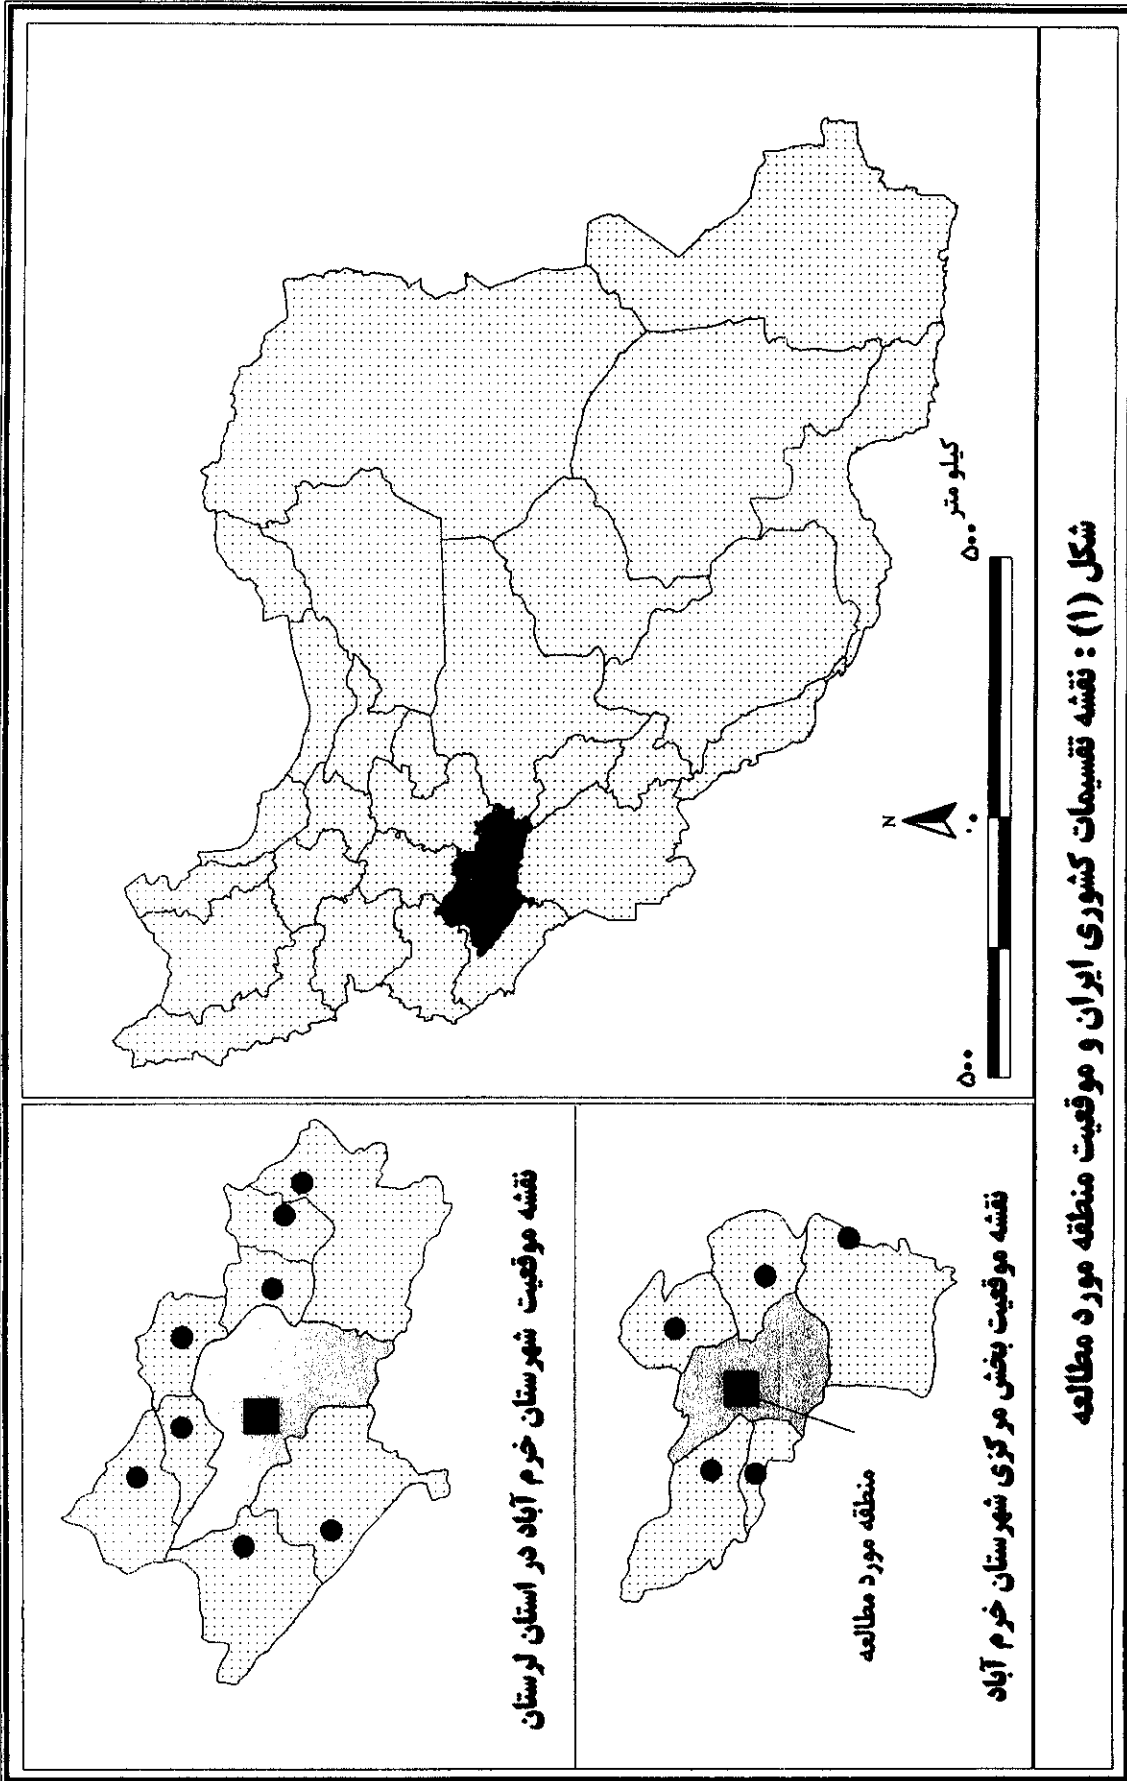 کیلو متر
۵۰۰
۰
۵۰۰
N
نقشه موقعیت شهرستان خرم آباد در استان لرستان
منطقه مورد مطالعه
نقشه موقعیت بخش مرکزی شهرستان خرم آباد
شکل (۱) : نقشه تقسیمات کشوری ایران و موقعیت منطقه مورد مطالعه